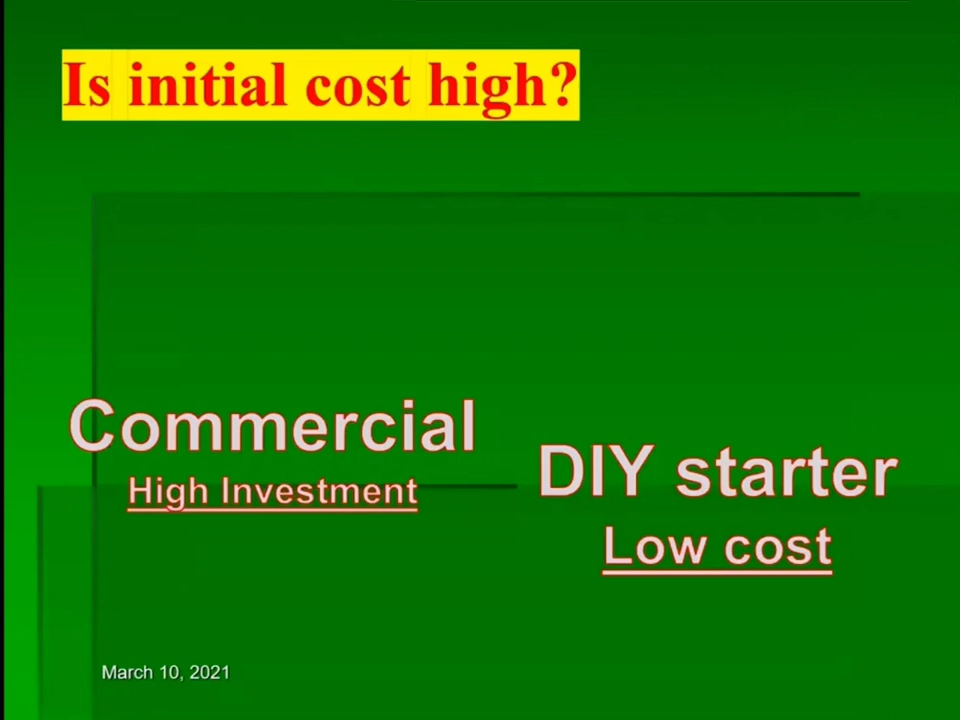 Is initial cost high?
Commercial
High Investment
DIY starter
Low cost
March 10, 2021